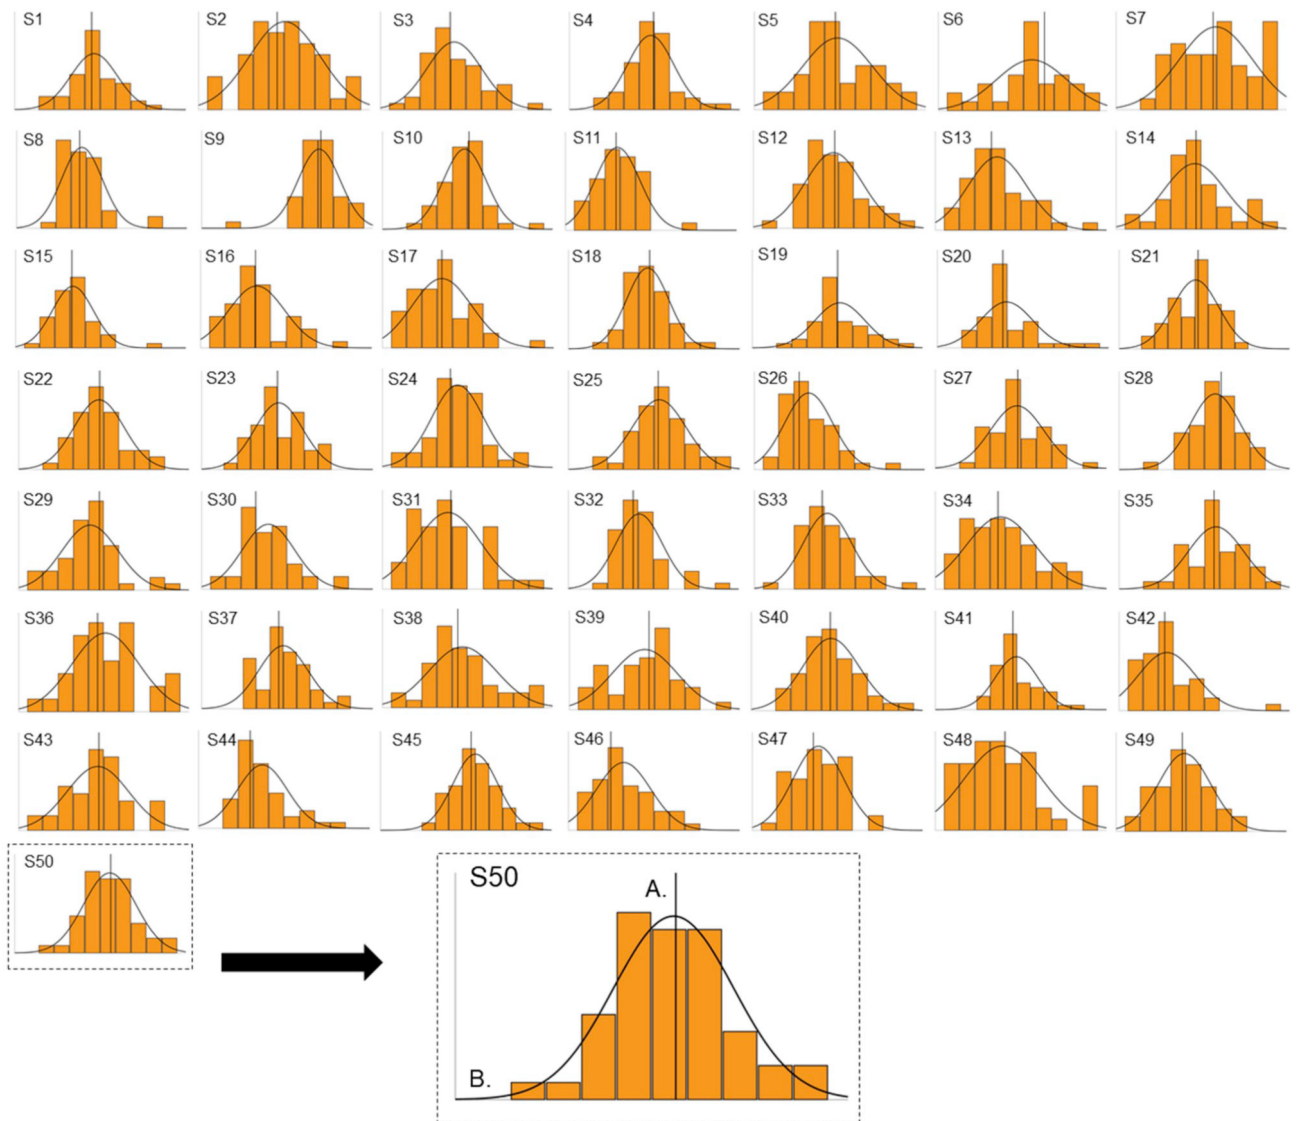 S1 S2 S3 S4 S5 S6 S7
S8 S9 S10 S11 S12 S13 S14
S15 S16 S17 S18 S19 S20 S21
S22 S23 S24 S25 S26 S27 S28
S29 S30 S31 S32 S33 S34 S35
S36 S37 S38 S39 S40 S41 S42
S43 S44 S45 S46 S47 S48 S49
S50
S50
A.
B.